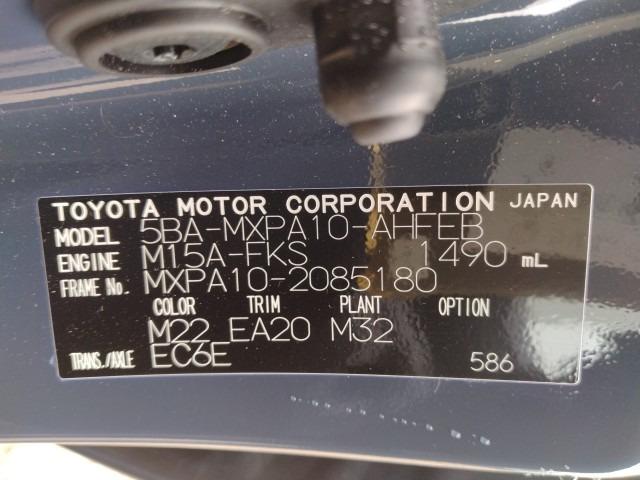 TOYOTA MOTOR CORPORATION JAPAN
MODEL 5BA-MXPA10-AHFEB
ENGINE M15A-FKS 1490 mL
FRAME No. MXPA10-2085180
COLOR TRIM PLANT OPTION
M22 EA20 M32
TRANS./AXLE EC6E 586